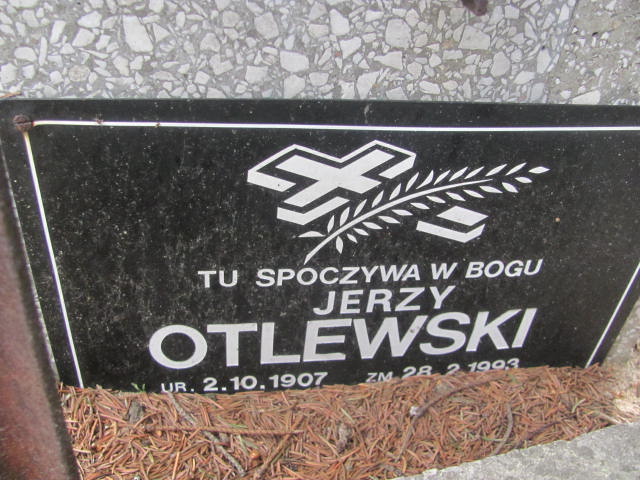 TU SPOCZYWA W BOGU
JERZY
OTLEWSKI
UR. 2.10.1907 ZM. 28.2.1993